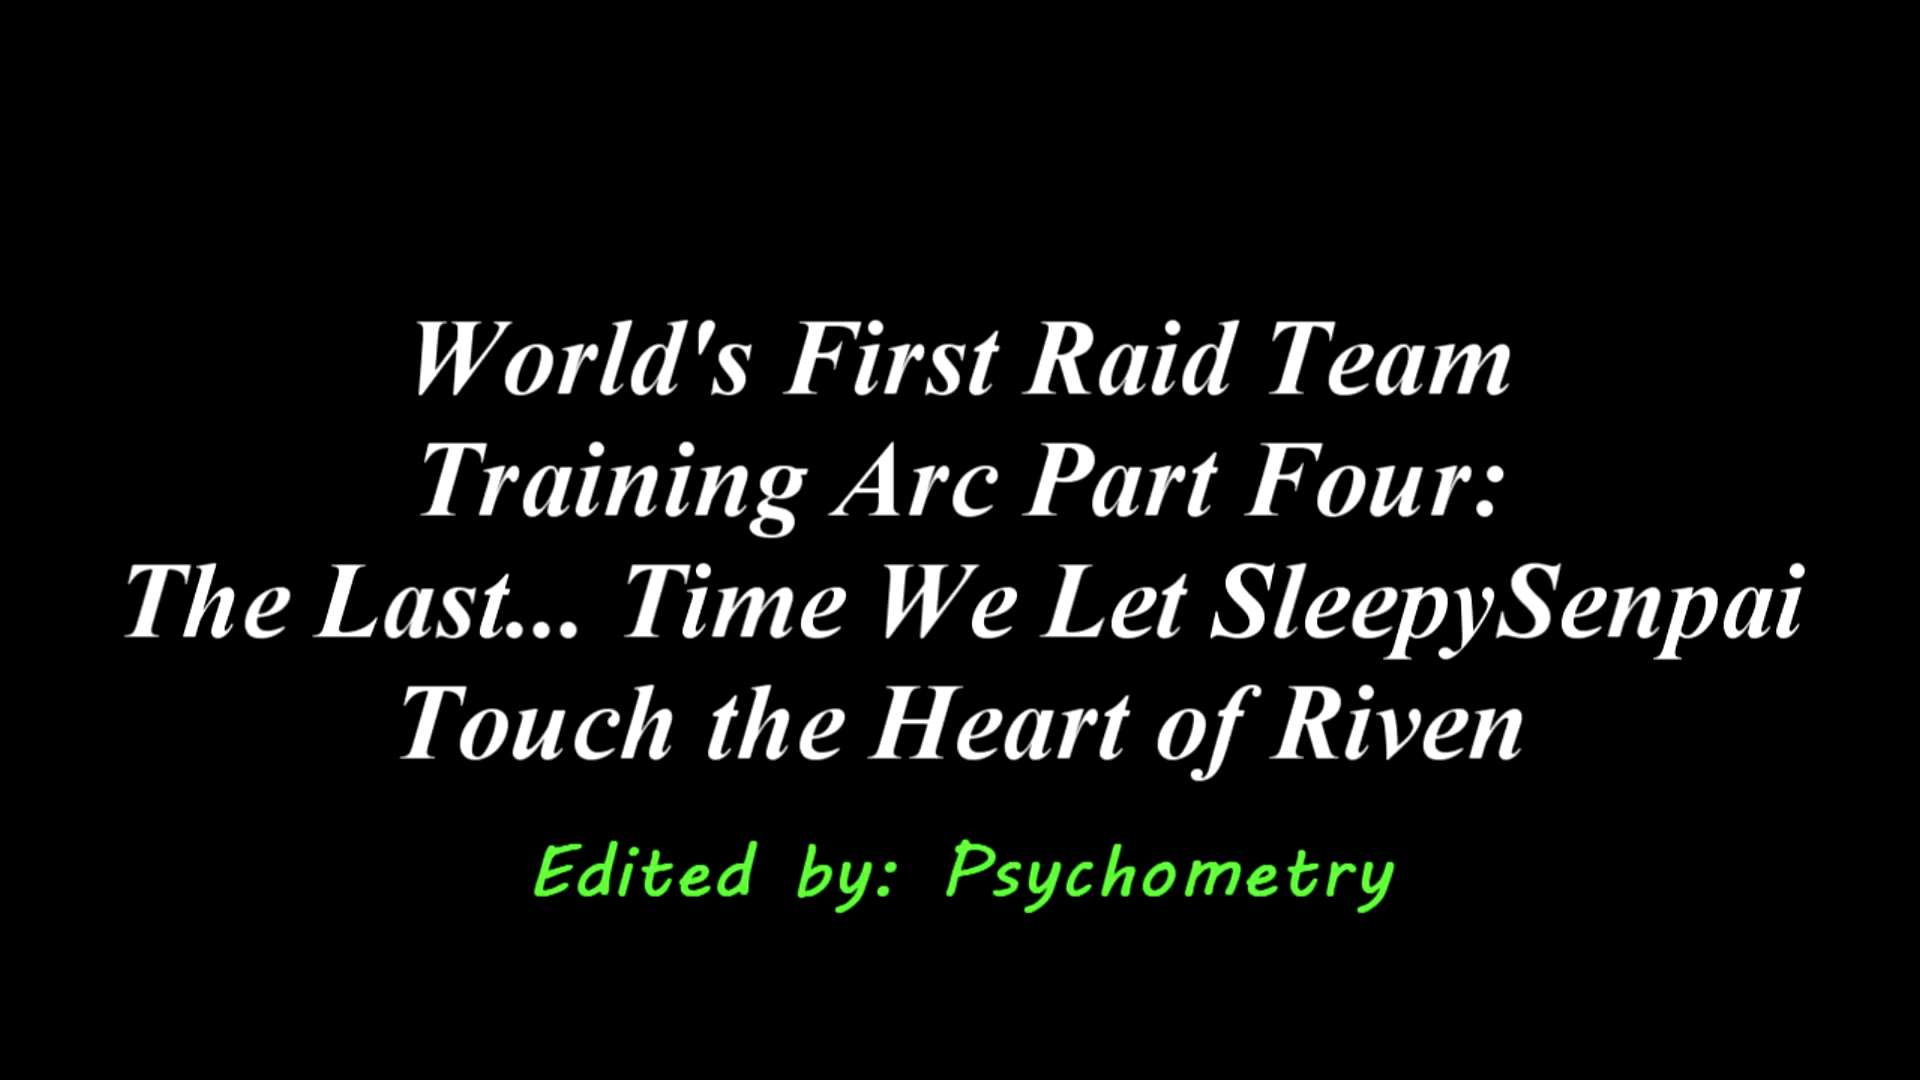 World's First Raid Team
Training Arc Part Four:
The Last... Time We Let SleepySenpai
Touch the Heart of Riven
Edited by: Psychometry